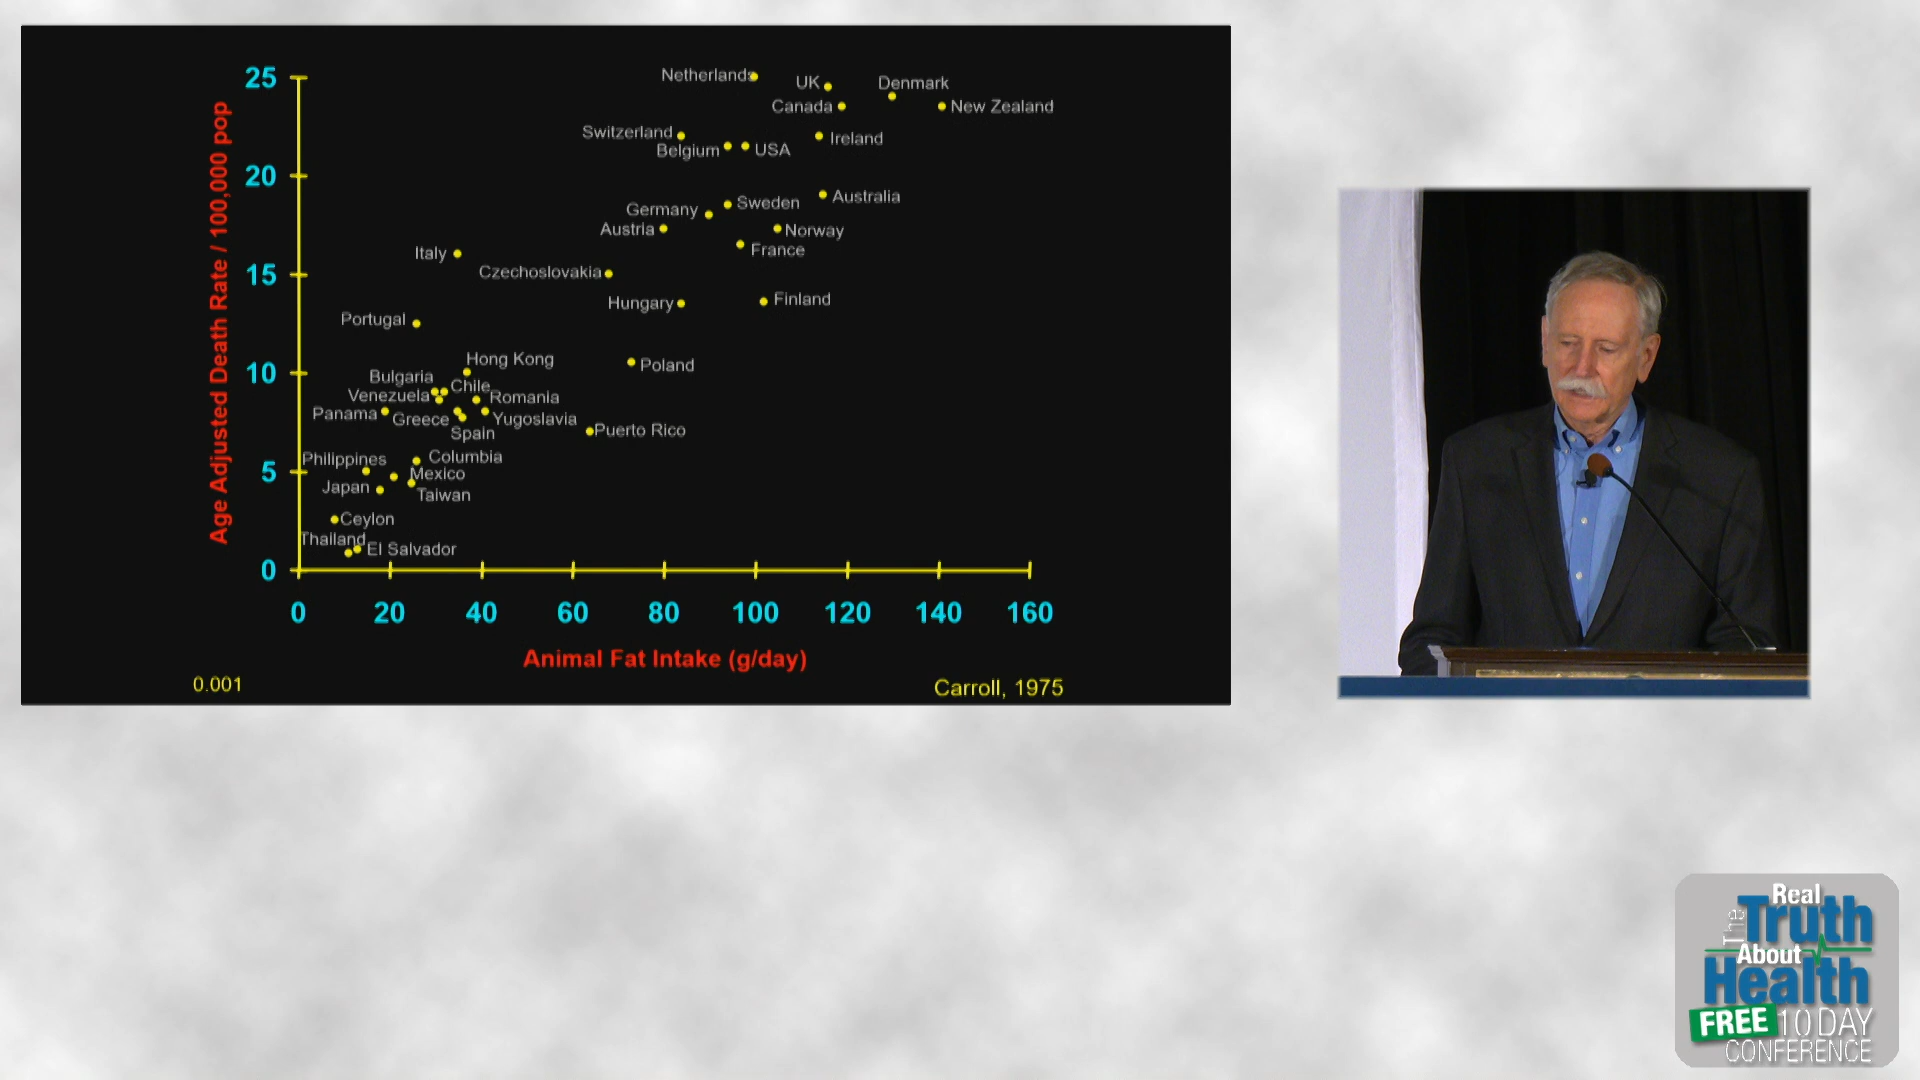 Age Adjusted Death Rate / 100,000 pop
25
20
15
10
5
0
Netherlands
UK
Denmark
Canada
New Zealand
Switzerland
Ireland
Belgium
USA
Sweden
Australia
Germany
Austria
Norway
France
Italy
Czechoslovakia
Hungary
Finland
Portugal
Hong Kong
Poland
Bulgaria
Chile
Venezuela
Romania
Panama
Greece
Yugoslavia
Spain
Puerto Rico
Philippines
Columbia
Mexico
Japan
Taiwan
Ceylon
Thailand
El Salvador
0 20 40 60 80 100 120 140 160
Animal Fat Intake (g/day)
0.001
Carroll, 1975
The Real
Truth
About
Health
FREE 10 DAY
CONFERENCE